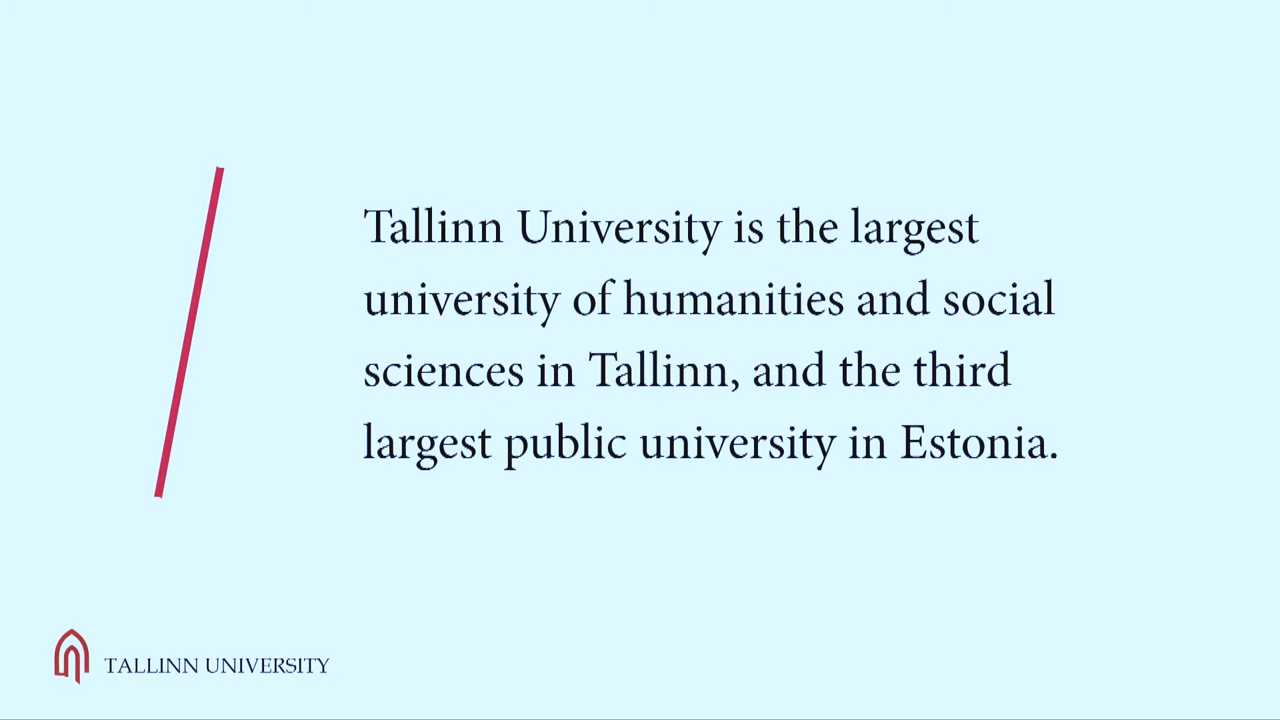 Tallinn University is the largest
university of humanities and social
sciences in Tallinn, and the third
largest public university in Estonia.
TALLINN UNIVERSITY